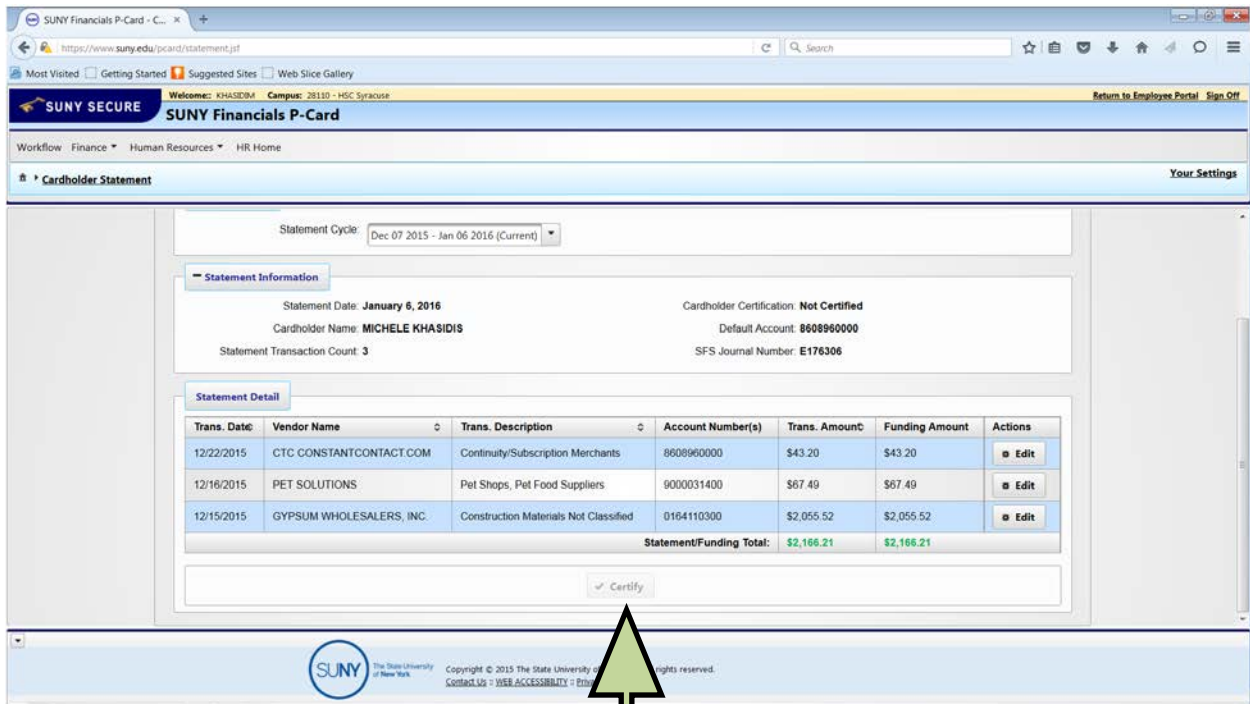 SUNY Financials P-Card - C... × +
https://www.suny.edu/pcard/statement.jsf Search
Most Visited Getting Started Suggested Sites Web Slice Gallery
SUNY SECURE
Welcome:: KHASIDIM Campus: 28110 - HSC Syracuse Return to Employee Portal Sign Off
SUNY Financials P-Card
Workflow Finance Human Resources HR Home
Cardholder Statement Your Settings
Statement Cycle: Dec 07 2015 - Jan 06 2016 (Current)
Statement Information
Statement Date: January 6, 2016 Cardholder Certification: Not Certified
Cardholder Name: MICHELE KHASIDIS Default Account: 8608960000
Statement Transaction Count: 3 SFS Journal Number: E176306
Statement Detail
Trans. Date Vendor Name Trans. Description Account Number(s) Trans. Amount Funding Amount Actions
12/22/2015 CTC CONSTANTCONTACT.COM Continuity/Subscription Merchants 8608960000 $43.20 $43.20 Edit
12/16/2015 PET SOLUTIONS Pet Shops, Pet Food Suppliers 9000031400 $67.49 $67.49 Edit
12/15/2015 GYPSUM WHOLESALERS, INC. Construction Materials Not Classified 0164110300 $2,055.52 $2,055.52 Edit
Statement/Funding Total: $2,166.21 $2,166.21
Certify
SUNY The State University of New York
Copyright © 2015 The State University of rights reserved.
Contact Us :: WEB ACCESSIBILITY ::